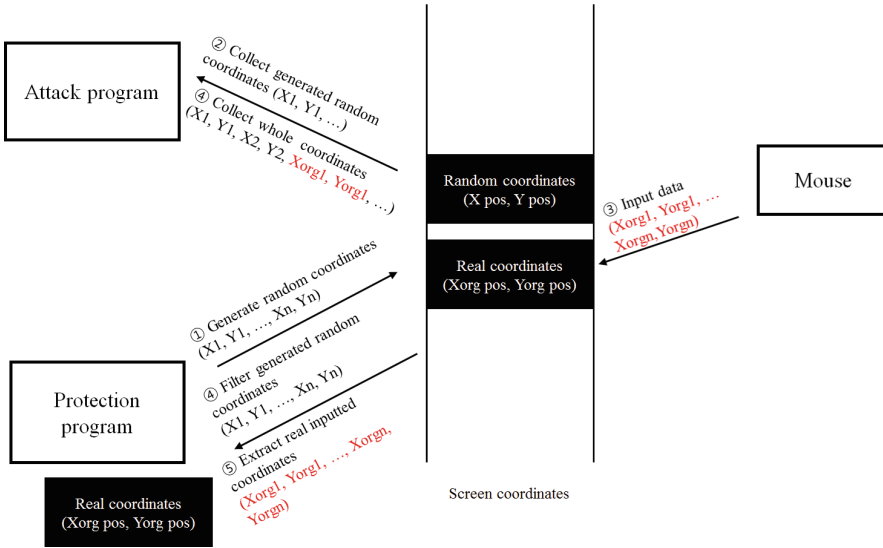 ② Collect generated random
coordinates (X1, Y1, …)
④ Collect whole coordinates
(X1, Y1, X2, Y2, Xorg1, Yorg1, …)
Attack program
Random coordinates
(X pos, Y pos)
Mouse
③ Input data
(Xorg1, Yorg1, …
Xorgn,Yorgn)
Real coordinates
(Xorg pos, Yorg pos)
① Generate random coordinates
(X1, Y1, …, Xn, Yn)
④ Filter generated random
coordinates
(X1, Y1, …, Xn, Yn)
⑤ Extract real inputted
coordinates
(Xorg1, Yorg1, …, Xorgn,
Yorgn)
Protection
program
Real coordinates
(Xorg pos, Yorg pos)
Screen coordinates